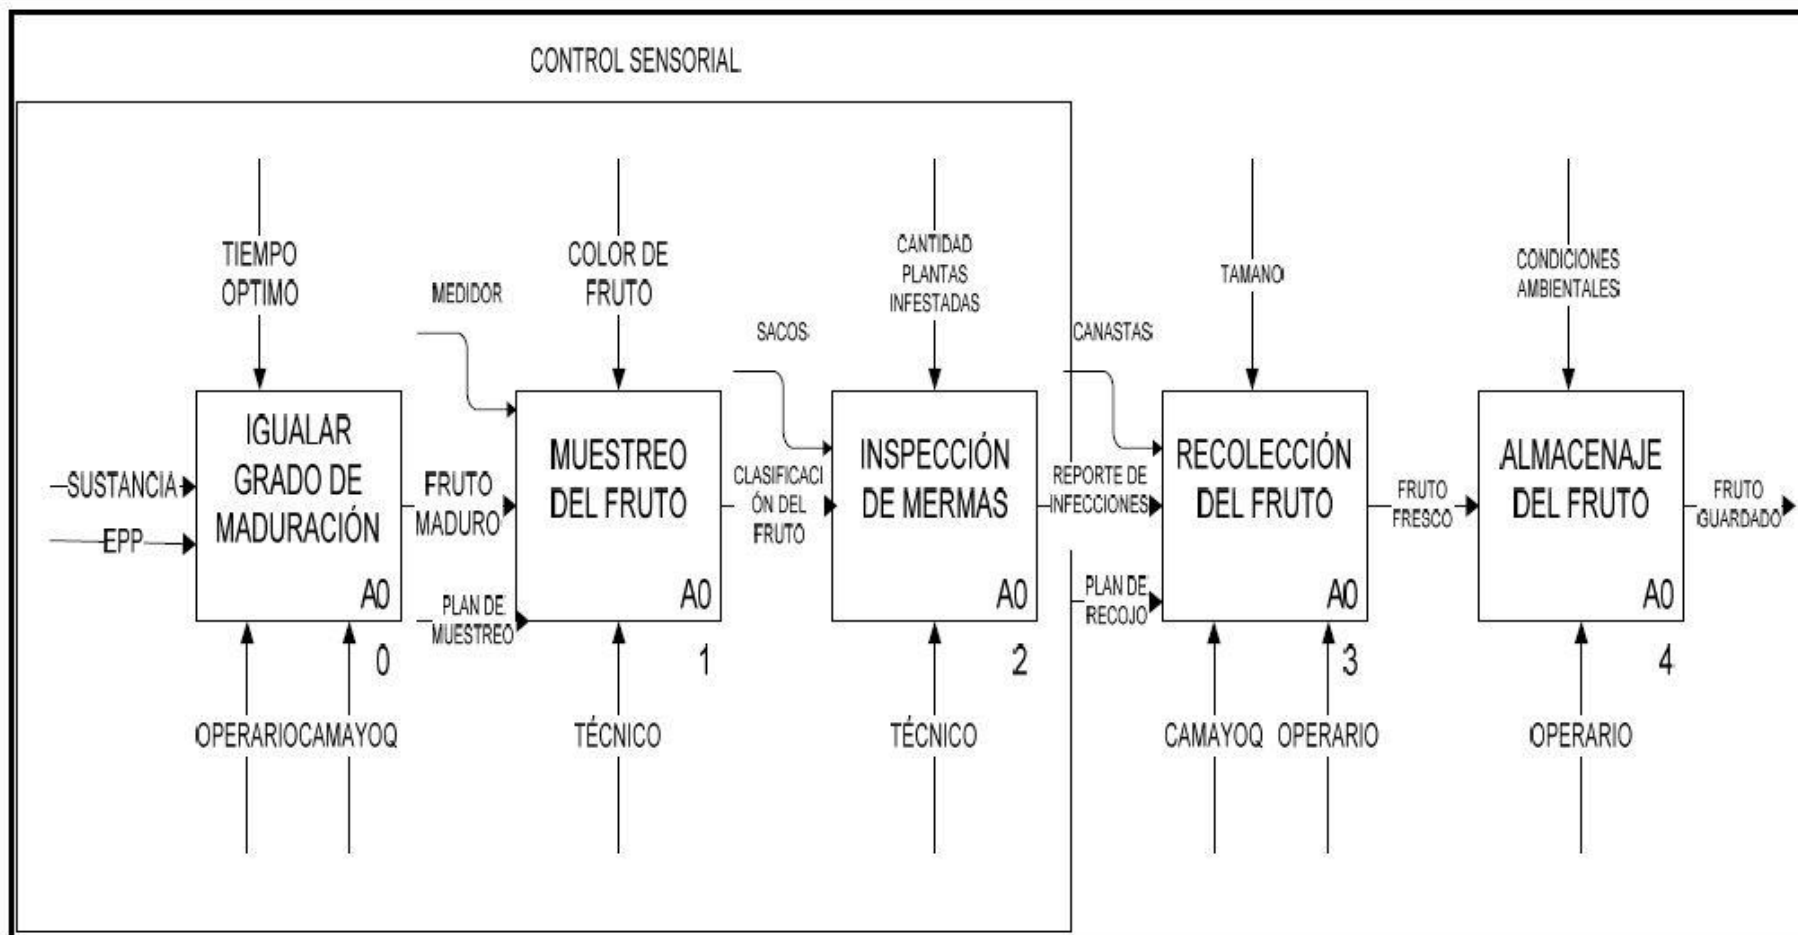 CONTROL SENSORIAL
TIEMPO
OPTIMO
MEDIDOR
COLOR DE
FRUTO
SACOS
CANTIDAD
PLANTAS
INFESTADAS
CANASTAS
TAMANO
CONDICIONES
AMBIENTALES
SUSTANCIA
EPP
IGUALAR
GRADO DE
MADURACIÓN
A0
0
FRUTO
MADURO
PLAN DE
MUESTREO
MUESTREO
DEL FRUTO
A0
1
CLASIFICACI
ÓN DEL
FRUTO
INSPECCIÓN
DE MERMAS
A0
2
REPORTE DE
INFECCIONES
PLAN DE
RECOJO
RECOLECCIÓN
DEL FRUTO
A0
3
FRUTO
FRESCO
ALMACENAJE
DEL FRUTO
A0
4
FRUTO
GUARDADO
OPERARIO
CAMAYOQ
TÉCNICO
TÉCNICO
CAMAYOQ
OPERARIO
OPERARIO